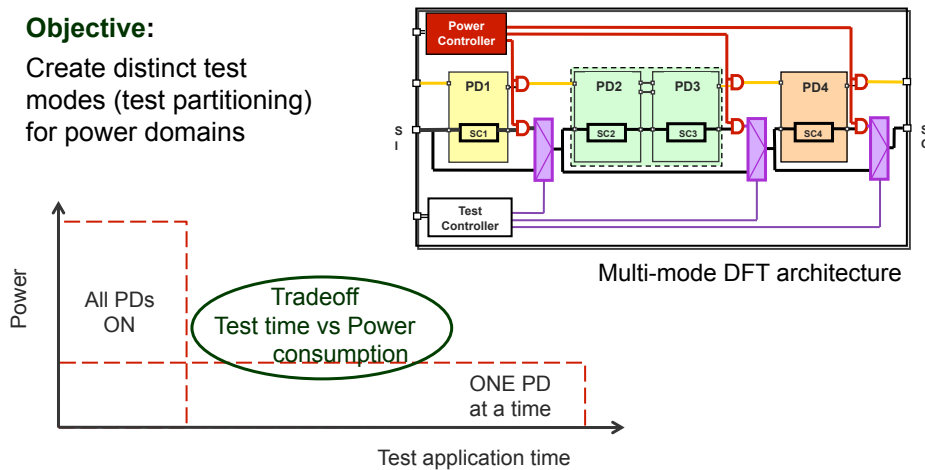 Objective:
Create distinct test
modes (test partitioning)
for power domains
Power
Controller
PD1
PD2
PD3
PD4
S
I
SC1
SC2
SC3
SC4
S
O
Test
Controller
Multi-mode DFT architecture
Power
All PDs
ON
Tradeoff
Test time vs Power
consumption
ONE PD
at a time
Test application time